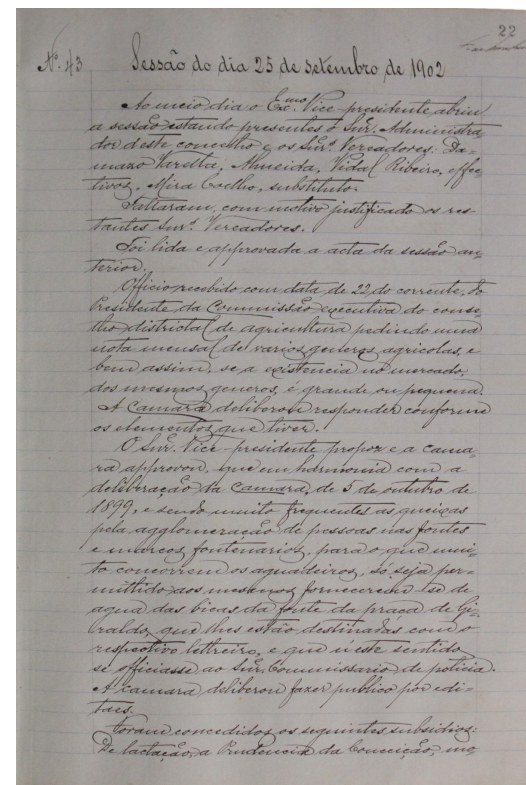 22
Nº 43 Sessão do dia 25 de Setembro de 1902
Ao meio dia o Exmo. Vice-presidente abriu
a sessão estando presentes o Snr. Administra
dor d'este concelho e os Snrs. Vereadores: Da-
mazo Varella, Almeida, Vidal Ribeiro, effe-
ctivos, Mira Coelho, substituto.
Faltaram, com motivo justificado os res-
tantes Snrs. Vereadores.
Foi lida e approvada a acta da sessão an-
terior.
Officio recebido com data de 22 do corrente, do
Presidente da Commissão executiva do conse
lho districtal de agricultura pedindo uma
nota mensal de varios generos agricolas, e
bem assim, se a existencia no mercado,
dos mesmos generos, é grande ou pequena.
A Camara deliberou responder conforme
os elementos que tiver.
O Snr. Vice-presidente propoz e a cama-
ra approvou, que em harmonia com a
deliberação da Camara, de 5 de outubro de
1899, e sendo muito frequentes as queixas
pela agglomeração de pessoas nas fontes
e marcos fontenarios, para o que mui-
to concorrem os aguadeiros, só seja per-
mittido aos mesmos fornecerem-se de
agua das bicas da fonte da praça de Gi-
raldo, que lhes estão destinadas com o
respectivo letreiro, e que n'este sentido
se officiasse ao Snr. Commissario de policia.
A camara deliberou fazer publico por edi-
taes.
Foram concedidos os seguintes subsidios:
De lactação, a Prudencia da Conceição, mo